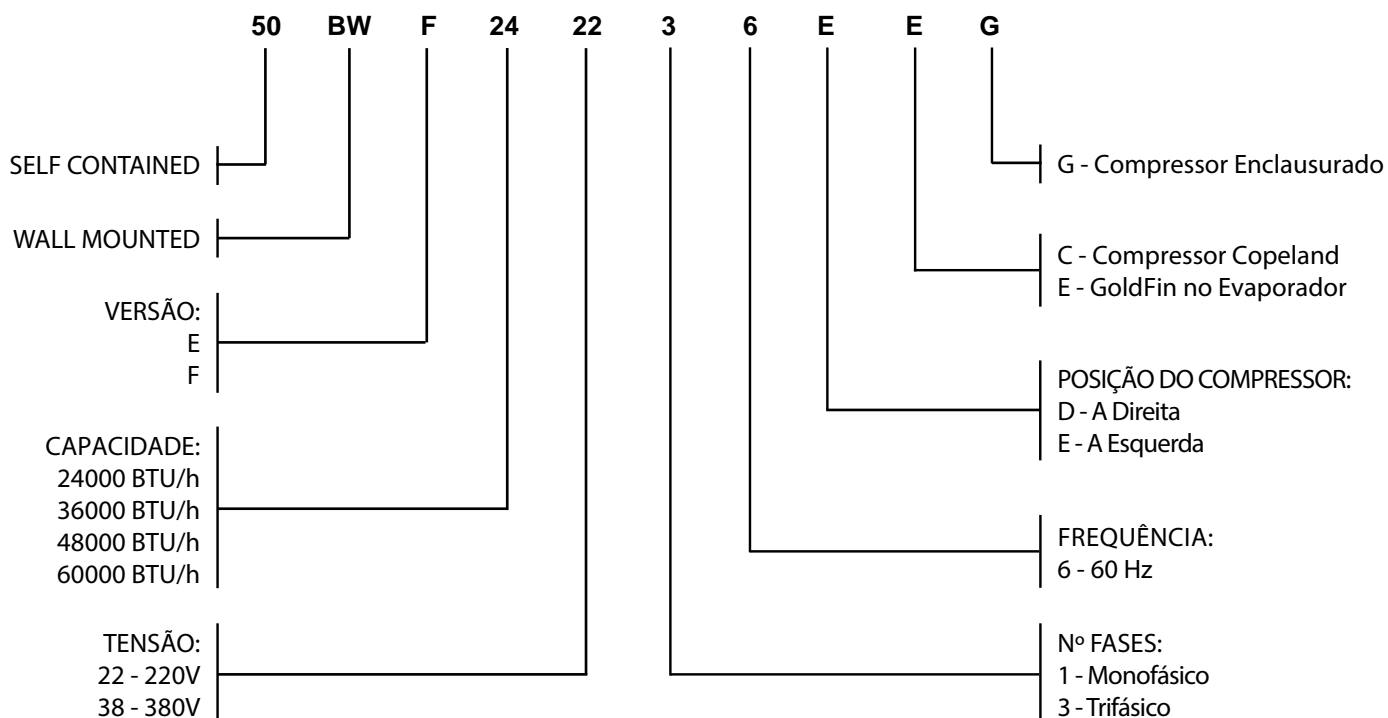 50 BW F 24 22 3 6 E E G
SELF CONTAINED
WALL MOUNTED
VERSÃO:
E
F
CAPACIDADE:
24000 BTU/h
36000 BTU/h
48000 BTU/h
60000 BTU/h
TENSÃO:
22 - 220V
38 - 380V
G - Compressor Enclausurado
C - Compressor Copeland
E - GoldFin no Evaporador
POSIÇÃO DO COMPRESSOR:
D - A Direita
E - A Esquerda
FREQUÊNCIA:
6 - 60 Hz
Nº FASES:
1 - Monofásico
3 - Trifásico